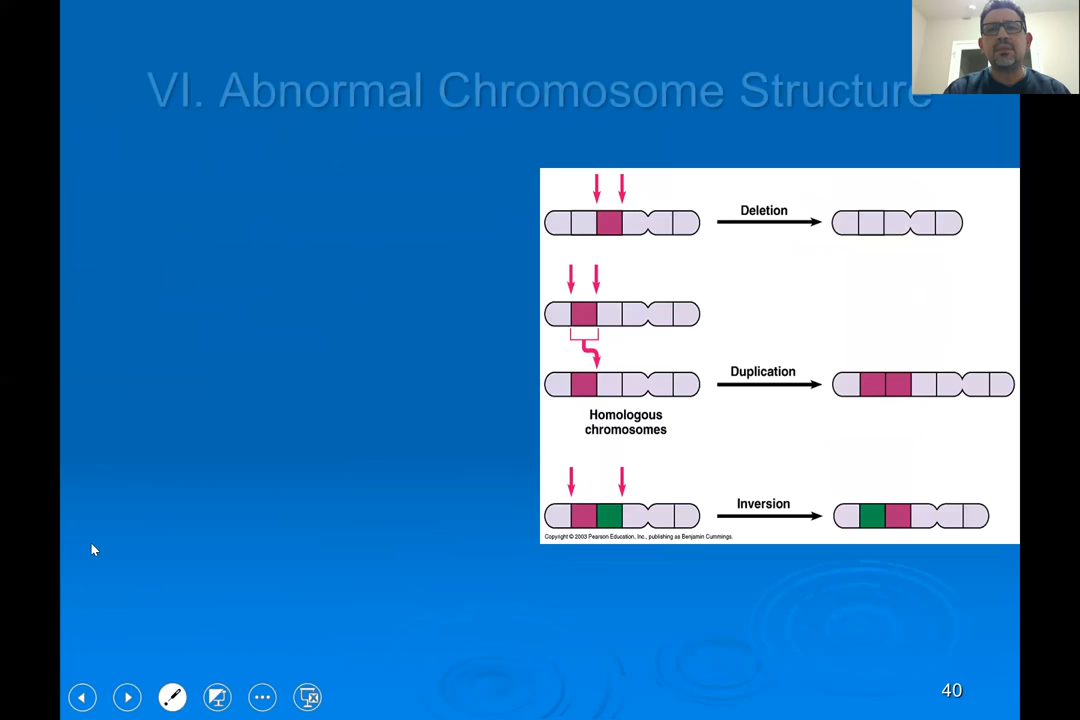 VI. Abnormal Chromosome Structure
Deletion
Duplication
Homologous
chromosomes
Inversion
Copyright © 2003 Pearson Education, Inc., publishing as Benjamin Cummings.
40